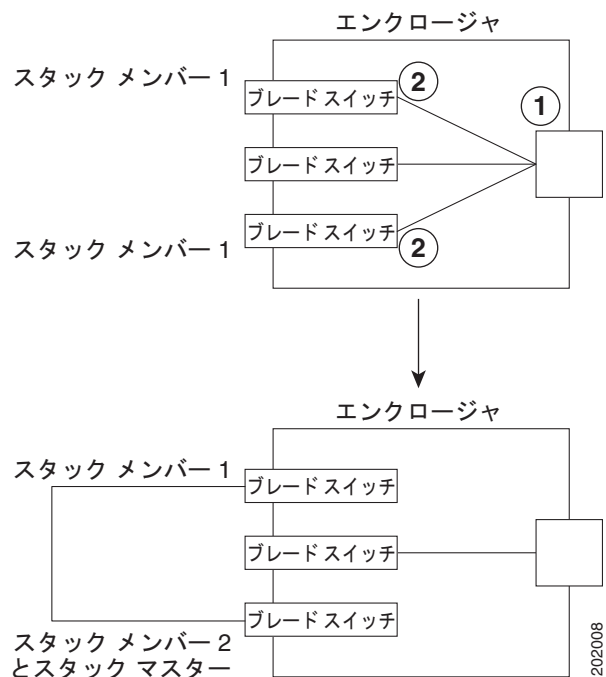 エンクロージャ
スタック メンバー 1
ブレード スイッチ
2
1
ブレード スイッチ
ブレード スイッチ
スタック メンバー 1
2
エンクロージャ
スタック メンバー 1
ブレード スイッチ
ブレード スイッチ
ブレード スイッチ
スタック メンバー 2
とスタック マスター
202008